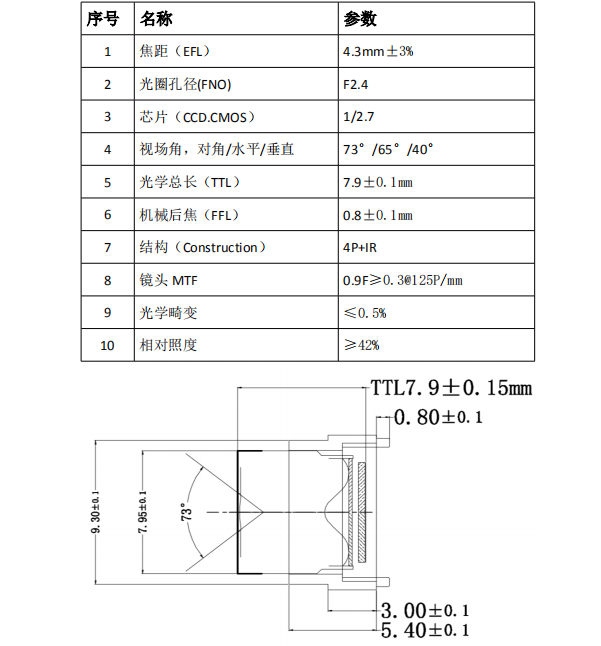 序号 名称 参数
1 焦距（EFL） 4.3mm±3%
2 光圈孔径(FNO) F2.4
3 芯片（CCD.CMOS） 1/2.7
4 视场角，对角/水平/垂直 73°/65°/40°
5 光学总长（TTL） 7.9±0.1mm
6 机械后焦（FFL） 0.8±0.1mm
7 结构（Construction） 4P+IR
8 镜头 MTF 0.9F≥0.3@125P/mm
9 光学畸变 ≤0.5%
10 相对照度 ≥42%
TTL7.9±0.15mm
0.80±0.1
9.30±0.1
7.95±0.1
73°
3.00±0.1
5.40±0.1